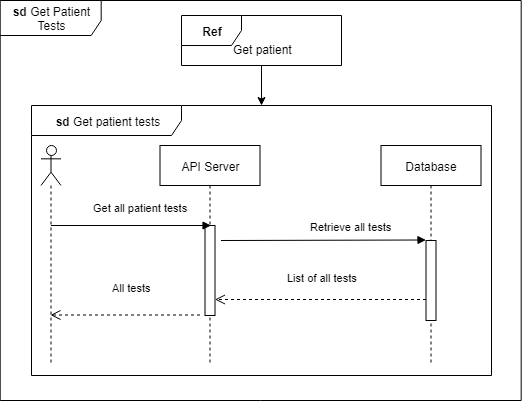 sd Get Patient
Tests
Ref
Get patient
sd Get patient tests
API Server
Database
Get all patient tests
Retrieve all tests
List of all tests
All tests